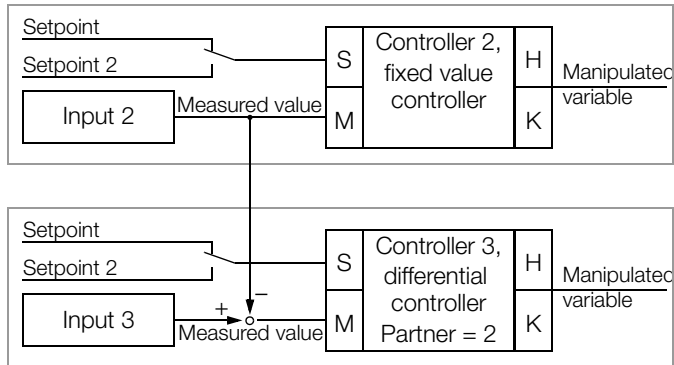 Setpoint
Setpoint 2
Input 2
Measured value
S
M
Controller 2,
fixed value
controller
H
K
Manipulated
variable
Setpoint
Setpoint 2
Input 3
+
−
Measured value
S
M
Controller 3,
differential
controller
Partner = 2
H
K
Manipulated
variable